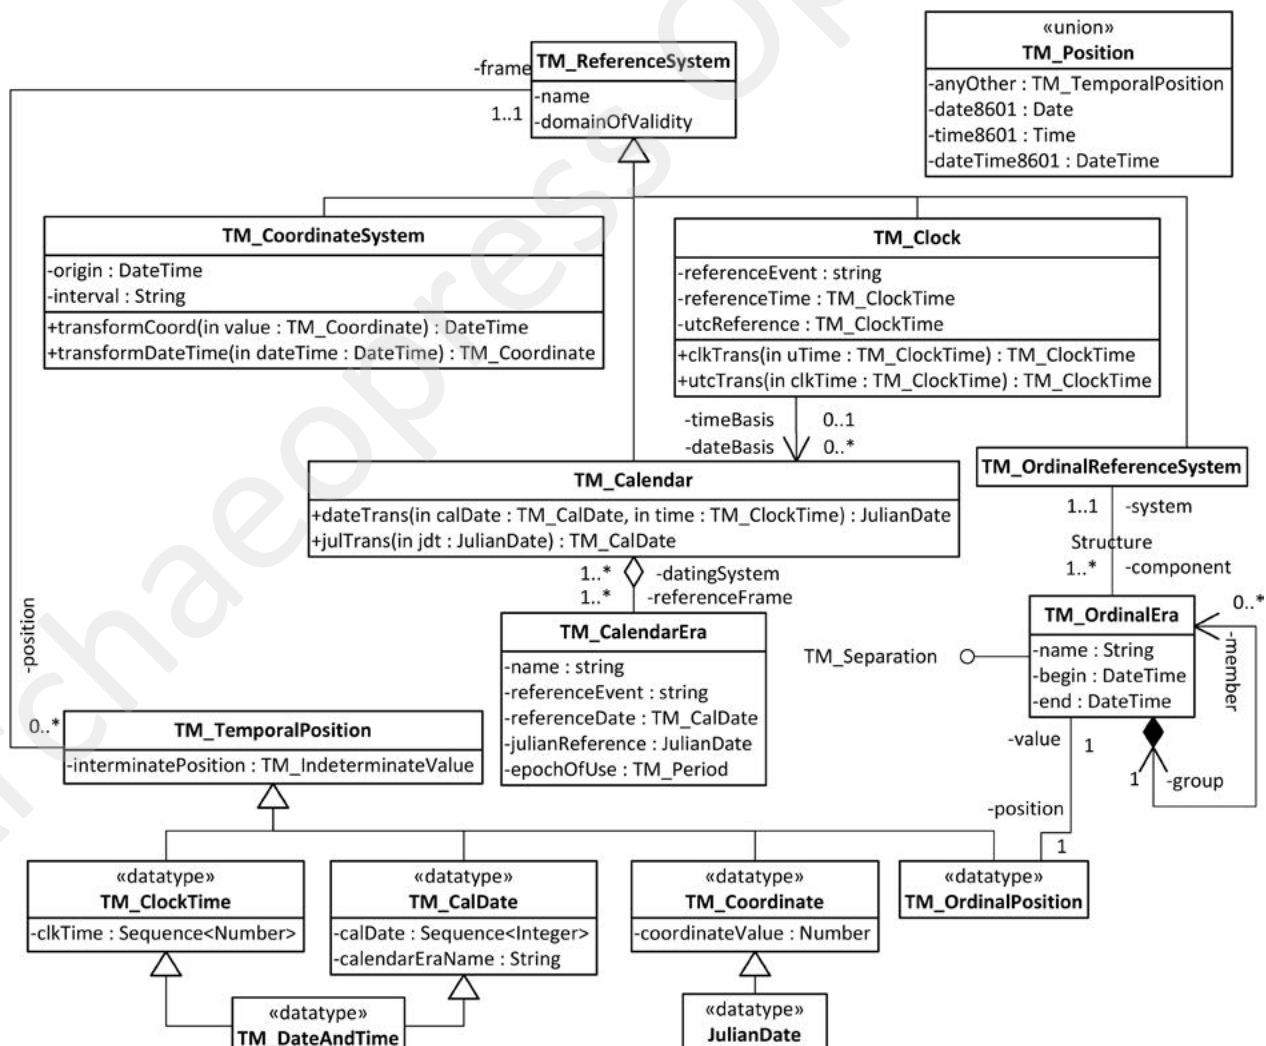 «union»
TM_Position
-anyOther : TM_TemporalPosition
-date8601 : Date
-time8601 : Time
-dateTime8601 : DateTime
-frame
1..1
TM_ReferenceSystem
-name
-domainOfValidity
TM_CoordinateSystem
-origin : DateTime
-interval : String
+transformCoord(in value : TM_Coordinate) : DateTime
+transformDateTime(in dateTime : DateTime) : TM_Coordinate
TM_Clock
-referenceEvent : string
-referenceTime : TM_ClockTime
-utcReference : TM_ClockTime
+clkTrans(in uTime : TM_ClockTime) : TM_ClockTime
+utcTrans(in clkTime : TM_ClockTime) : TM_ClockTime
-timeBasis 0..1
-dateBasis 0..*
TM_Calendar
+dateTrans(in calDate : TM_CalDate, in time : TM_ClockTime) : JulianDate
+julTrans(in jdt : JulianDate) : TM_CalDate
TM_OrdinalReferenceSystem
1..1 -system
Structure
1..* -component
1..* -datingSystem
1..* -referenceFrame
TM_CalendarEra
-name : string
-referenceEvent : string
-referenceDate : TM_CalDate
-julianReference : JulianDate
-epochOfUse : TM_Period
TM_Separation
TM_OrdinalEra
-name : String
-begin : DateTime
-end : DateTime
0..*
-member
-value 1
1 -group
-position
1
-position
0..*
TM_TemporalPosition
-interminatePosition : TM_IndeterminateValue
«datatype»
TM_ClockTime
-clkTime : Sequence<Number>
«datatype»
TM_CalDate
-calDate : Sequence<Integer>
-calendarEraName : String
«datatype»
TM_Coordinate
-coordinateValue : Number
«datatype»
TM_OrdinalPosition
«datatype»
TM_DateAndTime
«datatype»
JulianDate